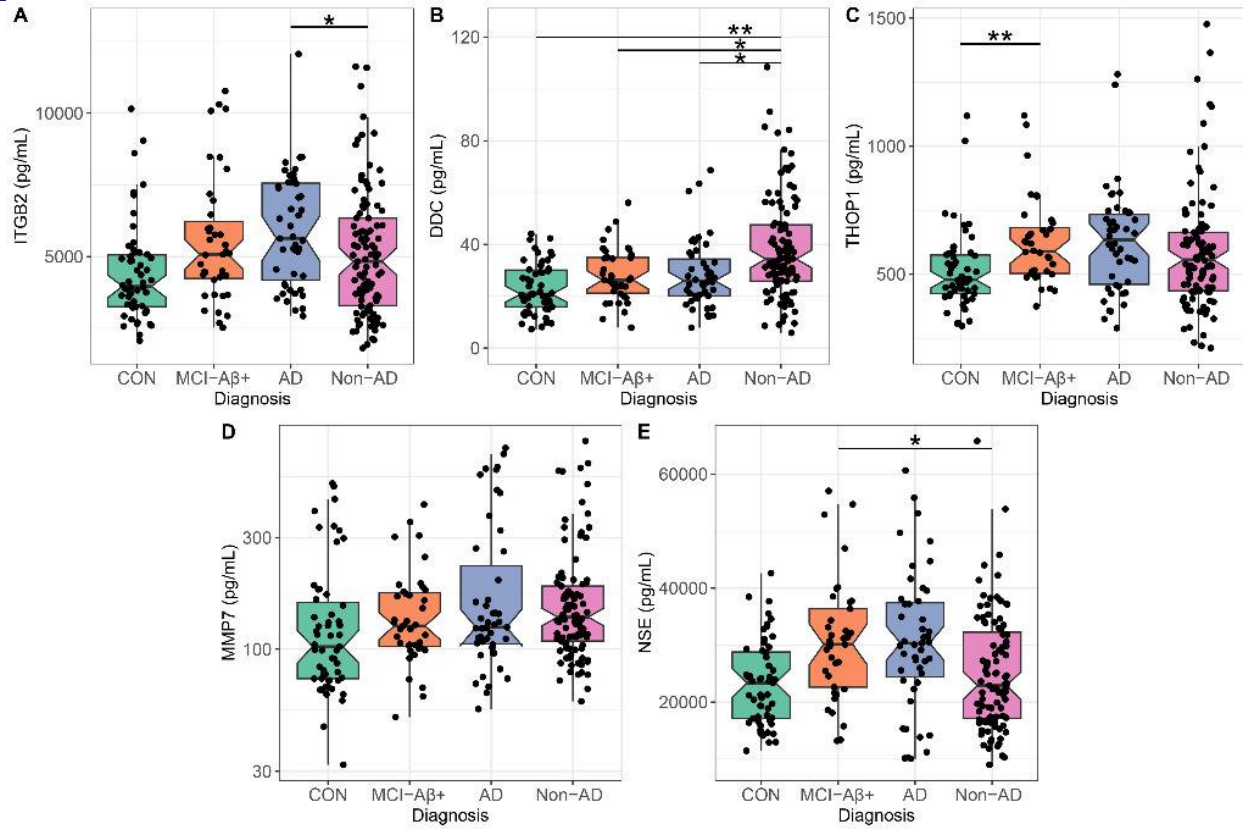 A
ITGB2 (pg/mL)
10000
5000
*
CON MCI−Aβ+ AD Non−AD
Diagnosis
B
DDC (pg/mL)
120
80
40
0
**
*
*
CON MCI−Aβ+ AD Non−AD
Diagnosis
C
THOP1 (pg/mL)
1500
1000
500
**
CON MCI−Aβ+ AD Non−AD
Diagnosis
D
MMP7 (pg/mL)
300
100
30
CON MCI−Aβ+ AD Non−AD
Diagnosis
E
NSE (pg/mL)
60000
40000
20000
*
CON MCI−Aβ+ AD Non−AD
Diagnosis